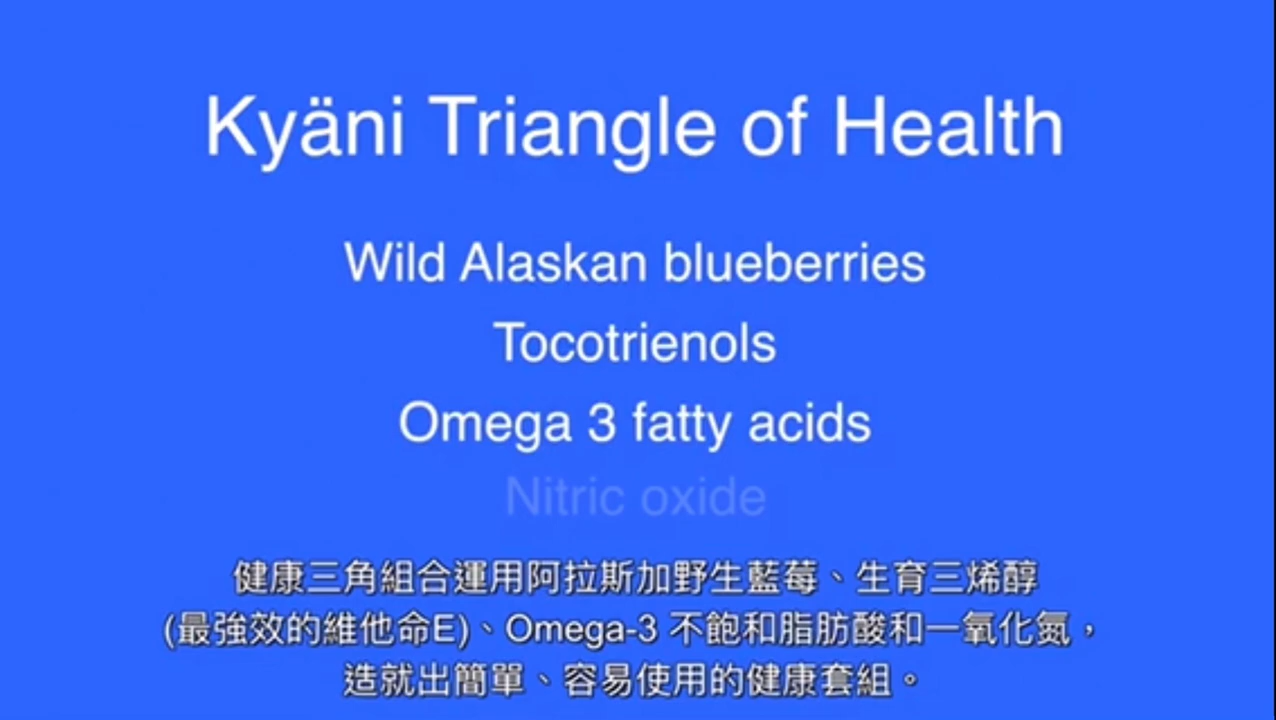 Kyäni Triangle of Health
Wild Alaskan blueberries
Tocotrienols
Omega 3 fatty acids
Nitric oxide
健康三角組合運用阿拉斯加野生藍莓、生育三烯醇
(最強效的維他命E)、Omega-3 不飽和脂肪酸和一氧化氮，
造就出簡單、容易使用的健康套組。